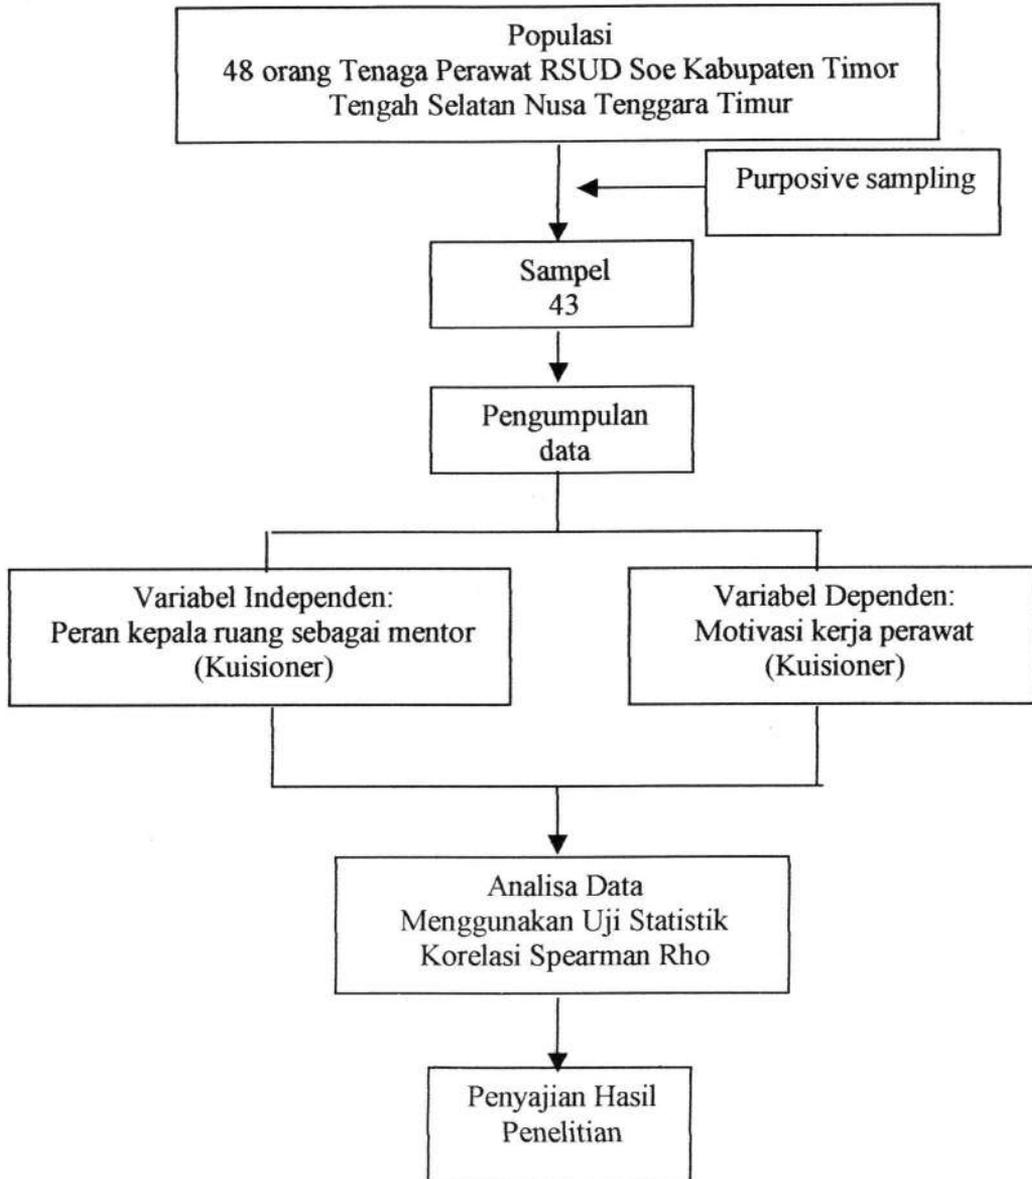 Populasi
48 orang Tenaga Perawat RSUD Soe Kabupaten Timor
Tengah Selatan Nusa Tenggara Timur
Purposive sampling
Sampel
43
Pengumpulan
data
Variabel Independen:
Peran kepala ruang sebagai mentor
(Kuisioner)
Variabel Dependen:
Motivasi kerja perawat
(Kuisioner)
Analisa Data
Menggunakan Uji Statistik
Korelasi Spearman Rho
Penyajian Hasil
Penelitian